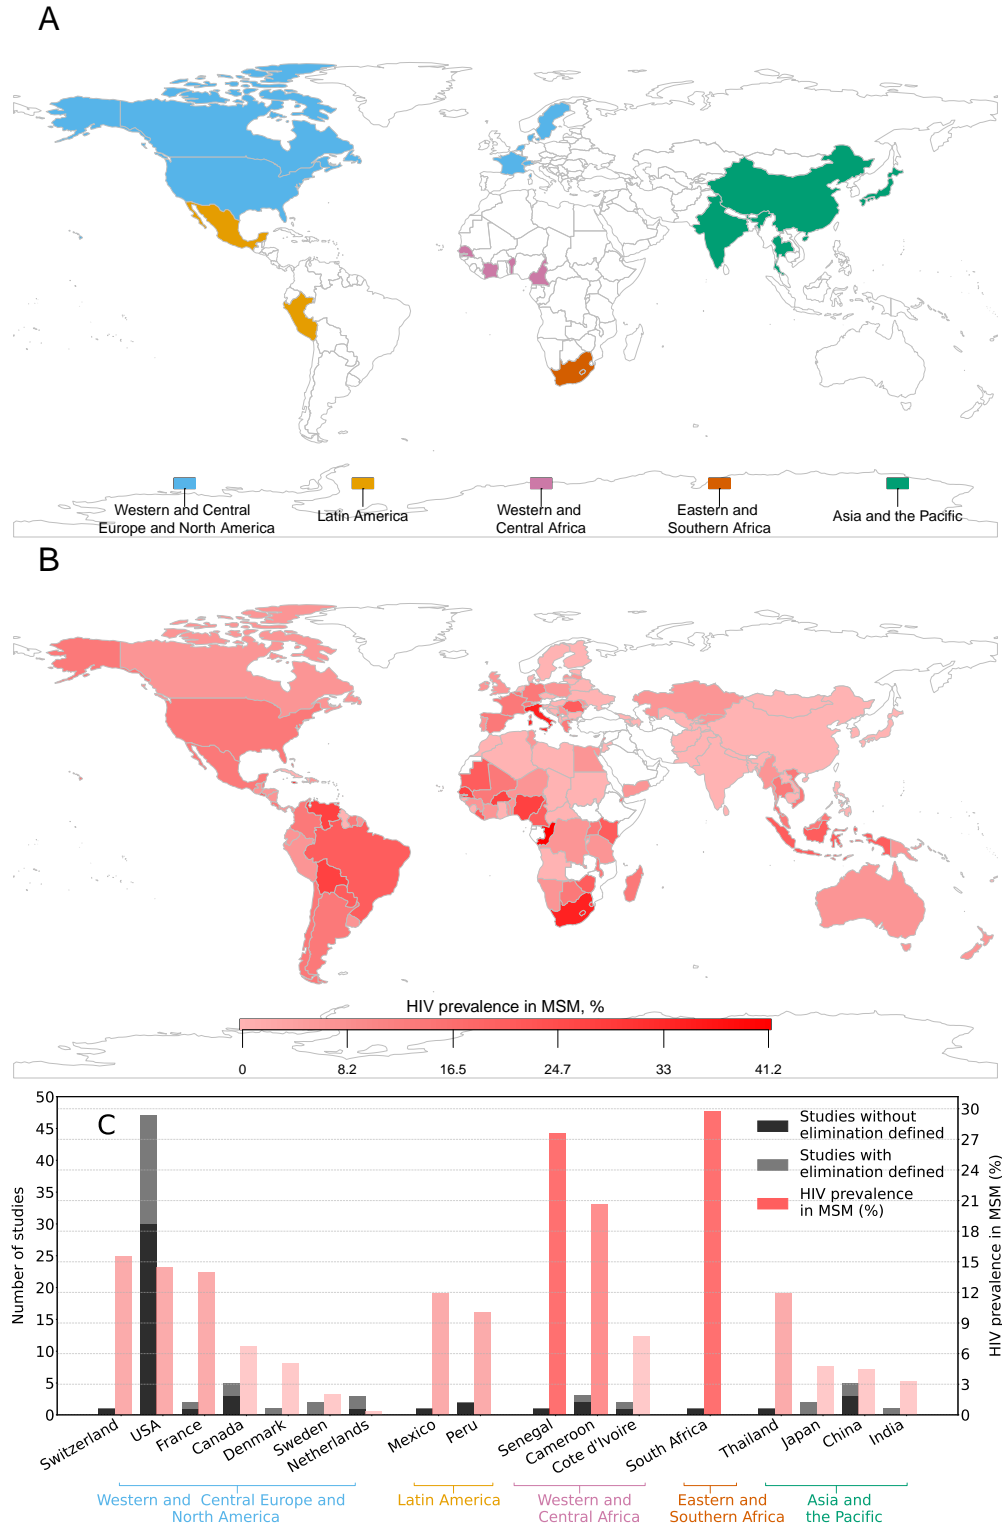 A
Western and Central
Europe and North America
Latin America
Western and
Central Africa
Eastern and
Southern Africa
Asia and the Pacific
B
HIV prevalence in MSM, %
0 8.2 16.5 24.7 33 41.2
C
Number of studies
50
45
40
35
30
25
20
15
10
5
0
Studies without
elimination defined
Studies with
elimination defined
HIV prevalence
in MSM (%)
30
27
24
21
18
15
12
9
6
3
0
HIV prevalence in MSM (%)
Switzerland
USA
France
Canada
Denmark
Sweden
Netherlands
Mexico
Peru
Senegal
Cameroon
Cote d'Ivoire
South Africa
Thailand
Japan
China
India
Western and Central Europe and
North America
Latin America
Western and
Central Africa
Eastern and
Southern Africa
Asia and
the Pacific